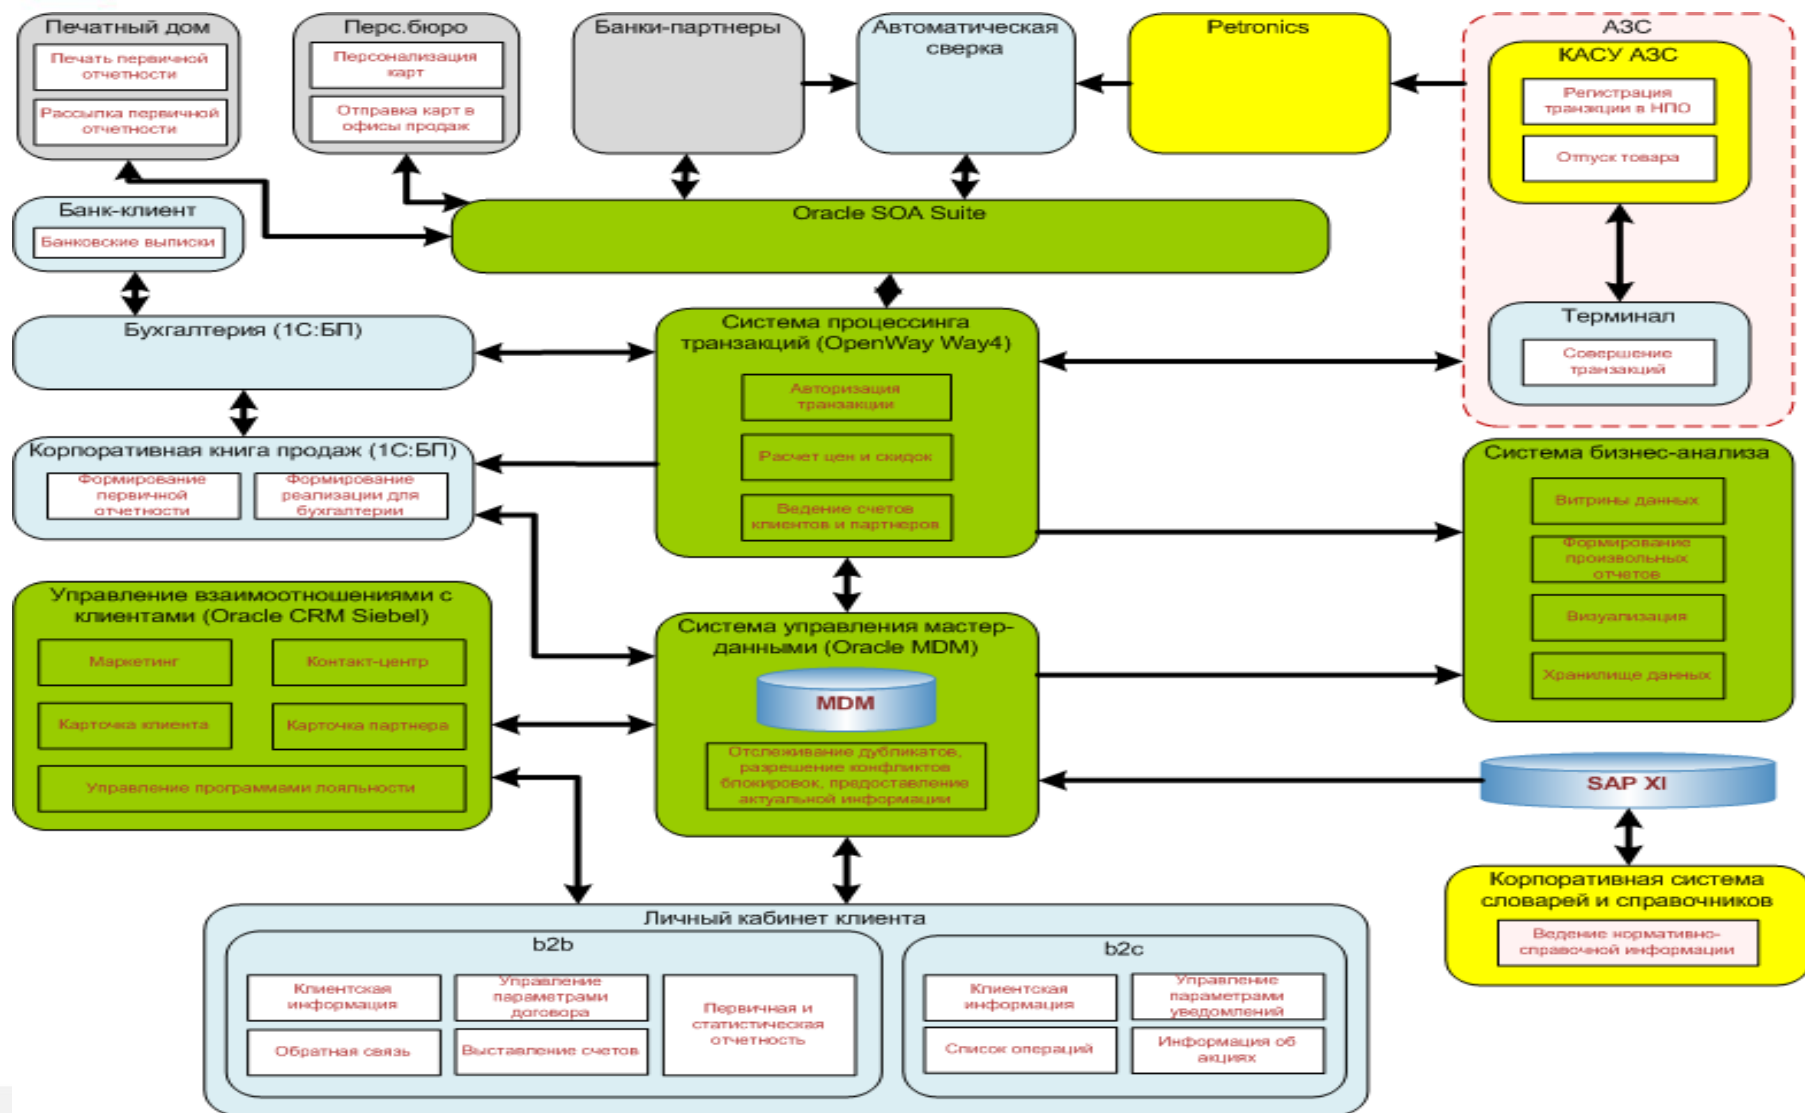 Печатный дом
Печать первичной
отчетности
Рассылка первичной
отчетности
Перс.бюро
Персонализация
карт
Отправка карт в
офисы продаж
Банки-партнеры
Автоматическая
сверка
Petronics
АЗС
КАСУ АЗС
Регистрация
транзкции в НПО
Отпуск товара
Терминал
Совершение
транзакций
Банк-клиент
Банковские выписки
Oracle SOA Suite
Бухгалтерия (1С:БП)
Система процессинга
транзакций (OpenWay Way4)
Авторизация
транзакции
Расчет цен и скидок
Ведение счетов
клиентов и партнеров
Корпоративная книга продаж (1С:БП)
Формирование
первичной
отчетности
Формирование
реализации для
бухгалтерии
Система бизнес-анализа
Витрины данных
Формирование
произвольных
отчетов
Визуализация
Хранилище данных
Управление взаимоотношениями с
клиентами (Oracle CRM Siebel)
Маркетинг
Контакт-центр
Карточка клиента
Карточка партнера
Управление программами лояльности
Система управления мастер-
данными (Oracle MDM)
MDM
Отслеживание дубликатов,
разрешение конфликтов
блокировок, предоставление
актуальной информации
SAP XI
Корпоративная система
словарей и справочников
Ведение нормативно-
справочной информации
Личный кабинет клиента
b2b
Клиентская
информация
Управление
параметрами
договора
Первичная и
статистическая
отчетность
Обратная связь
Выставление счетов
b2c
Клиентская
информация
Управление
параметрами
уведомлений
Список операций
Информация об
акциях